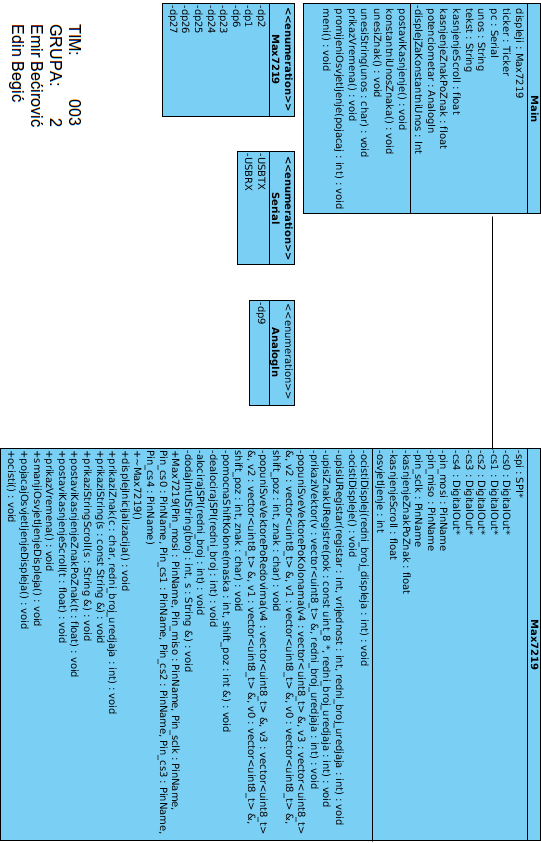 Main
displeji : Max7219
ticker : Ticker
pc : Serial
unos : String
tekst : String
kasnjenjeScroll : float
kasnjenjeZnakPoZnak : float
potenciometar : AnalogIn
-displejZaKonstantniUnos : Int
postaviKasnjenje() : void
konstantniUnosZnaka() : void
unesiZnak() : void
unesiString(unos : char) : void
prikazVremena() : void
promijeniOsvjetljenje(pojacaj : int) : void
meni() : void
Max7219
-spi : SPI*
-cs0 : DigitalOut*
-cs1 : DigitalOut*
-cs2 : DigitalOut*
-cs3 : DigitalOut*
-cs4 : DigitalOut*
-pin_mosi : PinName
-pin_miso : PinName
-pin_sclk : PinName
-kasnjenjeZnakPoZnak : float
-kasnjenjeScroll : float
-osvjetljenje : int
-ocistiDisplej(redni_broj_displeja : int) : void
-ocistiDispleje() : void
-upisiURegistar(registar : int, vrijednost : int, redni_broj_uredjaja : int) : void
-upisiZnakURegistre(ppk : const uint_8 *, redni_broj_uredjaja : int) : void
-prikaziVektor(v : vector<uint8_t> &, redni_broj_uredjaja : int) : void
-popuniSveVektorePoKolonama(v4 : vector<uint8_t> &, v3 : vector<uint8_t>
&, v2 : vector<uint8_t> &, v1 : vector<uint8_t> &, v0 : vector<uint8_t> &,
shift_poz : int, znak : char) : void
-popuniSveVektorePoRedovima(v4 : vector<uint8_t> &, v3 : vector<uint8_t>
&, v2 : vector<uint8_t> &, v1 : vector<uint8_t> &, v0 : vector<uint8_t> &,
shift_poz : int, znak : char) : void
-pomocnaShiftKolone(maska : int, shift_poz : int &) : void
-dealocirajSPI(redni_broj : int) : void
-alocirajSPI(redni_broj : int) : void
-dodajIntUString(broj : int, s : String &) : void
+Max7219(Pin_mosi : PinName, Pin_miso : PinName, Pin_sclk : PinName,
Pin_cs0 : PinName, Pin_cs1 : PinName, Pin_cs2 : PinName, Pin_cs3 : PinName,
Pin_cs4 : PinName)
+~Max7219()
+displejInicijalizacija() : void
+prikaziZnak(c : char, redni_broj_uredjaja : int) : void
+prikaziString(s : const String &) : void
+prikaziStringScroll(s : String &) : void
+postaviKasnjenjeZnakPoZnak(t : float) : void
+postaviKasnjenjeScroll(t : float) : void
+prikazVremena() : void
+smanjiOsvjetljenjeDispleja() : void
+pojacajOsvjetljenjeDispleja() : void
+ocisti() : void
<<enumeration>>
Max7219
-dp2
-dp1
-dp6
-dp23
-dp24
-dp25
-dp26
-dp27
<<enumeration>>
Serial
-USBTX
-USBRX
<<enumeration>>
AnalogIn
-dp9
TIM: 003
GRUPA: 2
Emir Bećirović
Edin Begić